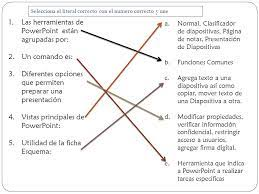 Selecciona el literal correcto con el numero correcto y une
1. Las herramientas de
PowerPoint están
agrupadas por:
2. Un comando es:
3. Diferentes opciones
que permiten
preparar una
presentación
4. Vistas principales de
PowerPoint:
5. Utilidad de la ficha
Esquema:
a. Normal, Clasificador
de diapositivas, Página
de notas, Presentación
de Diapositivas
b. Funciones Comunes
c. Agrega texto a una
diapositiva así como
copiar, mover texto de
una Diapositiva a otra.
d. Modificar propiedades,
verificar información
confidencial, restringir
acceso a usuarios,
agregar firma digital.
e. Herramienta que indica
a PowerPoint a realizar
tareas específicas